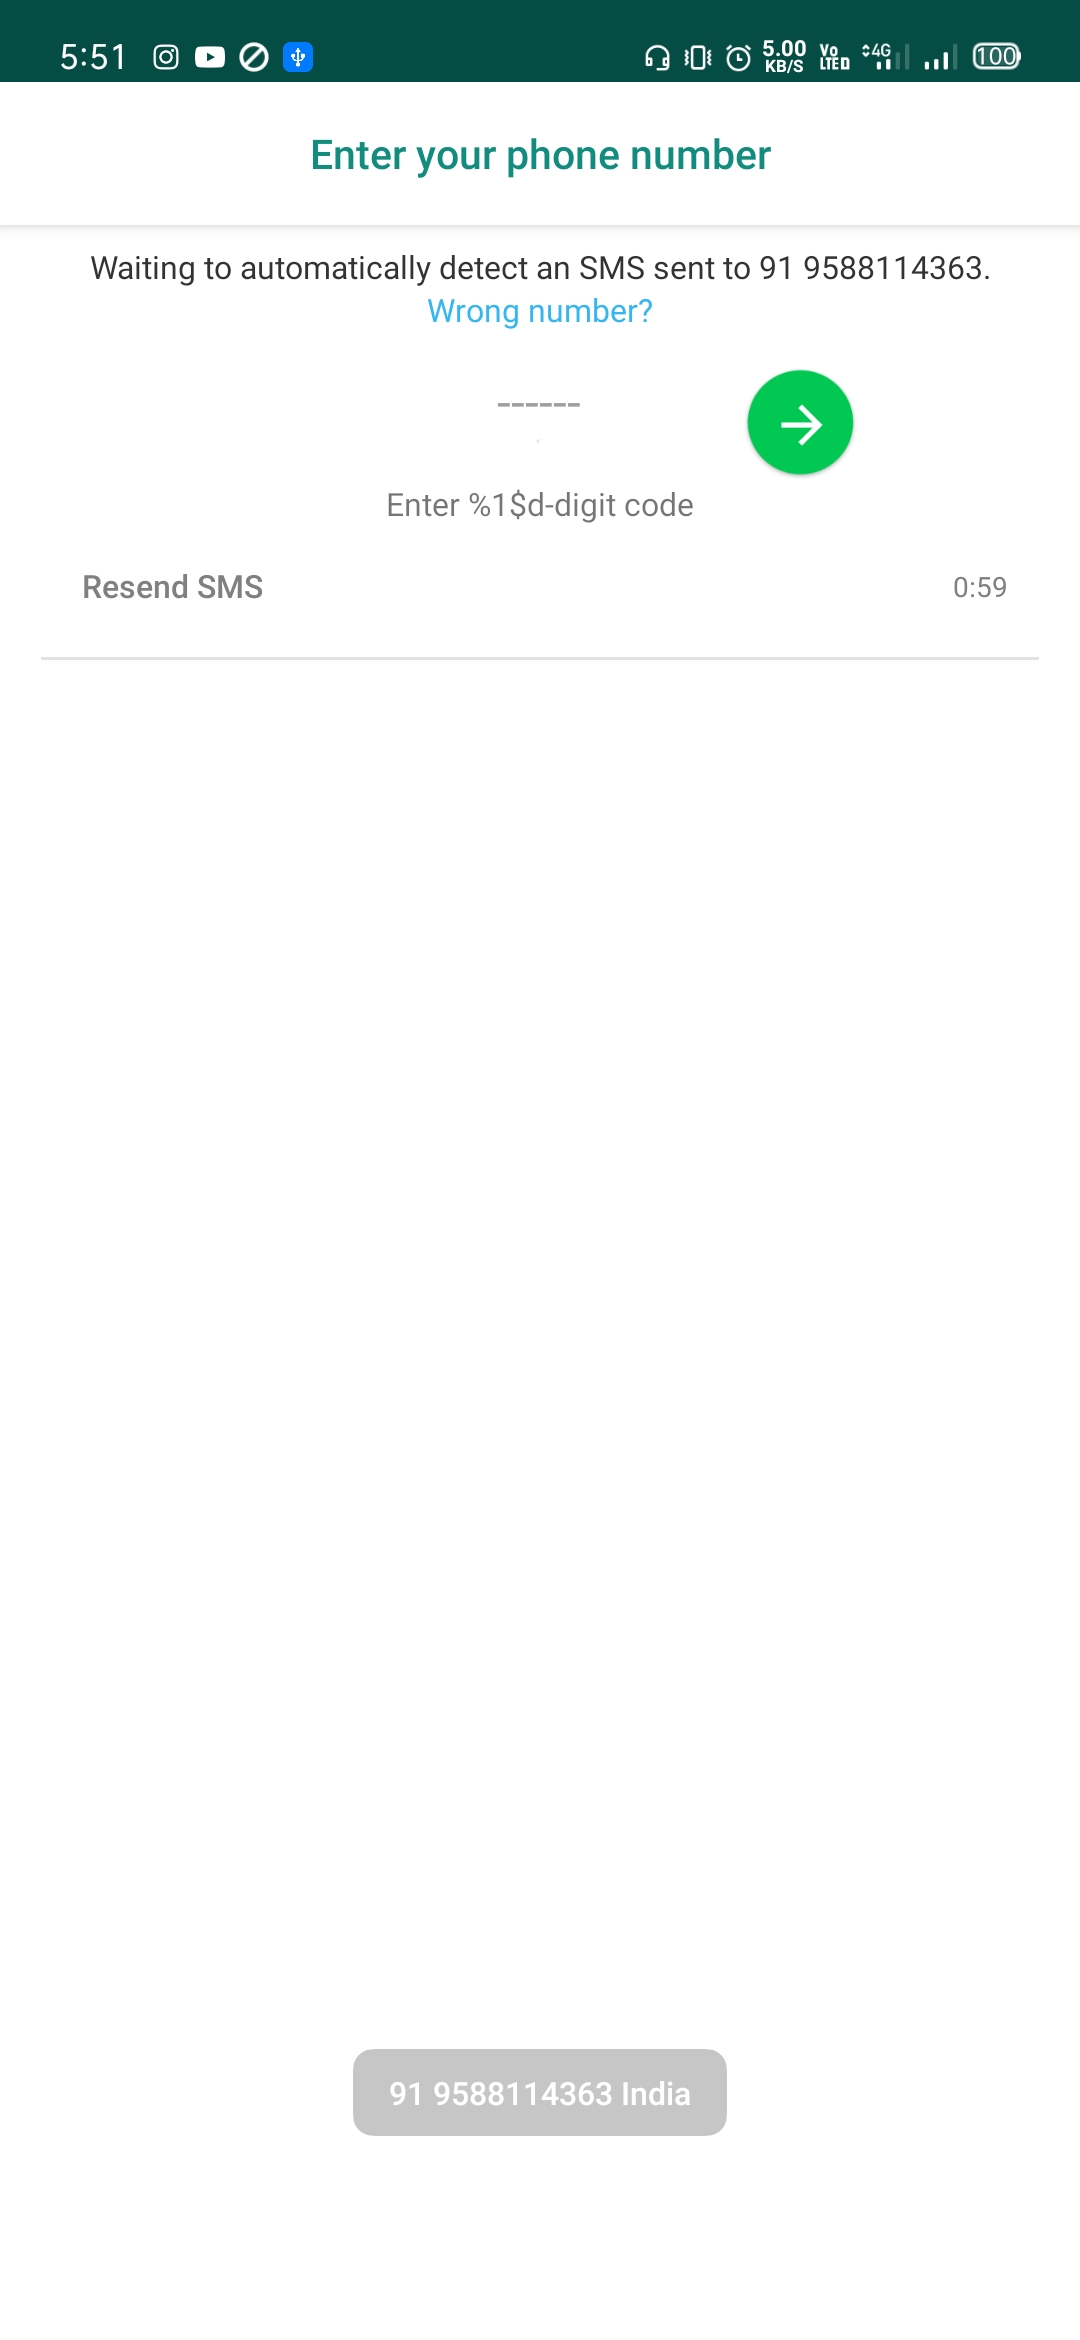 5:51 5.00 KB/S Vo LTE 4G 100
Enter your phone number
Waiting to automatically detect an SMS sent to 91 9588114363.
Wrong number?
------
Enter %1$d-digit code
Resend SMS 0:59
91 9588114363 India